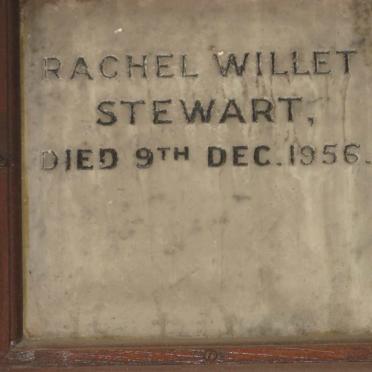 RACHEL WILLET
STEWART,
DIED 9TH DEC. 1956.